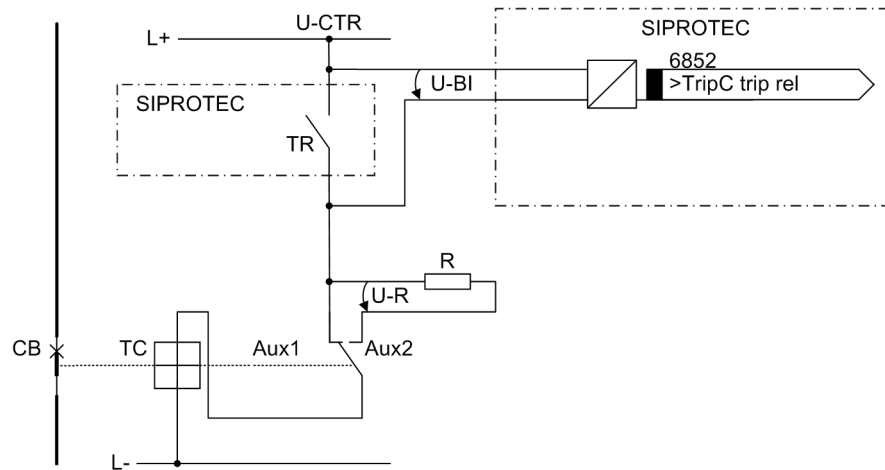 U-CTR
L+
SIPROTEC
6852
>TripC trip rel
U-BI
SIPROTEC
TR
R
U-R
CB
TC
Aux1
Aux2
L-